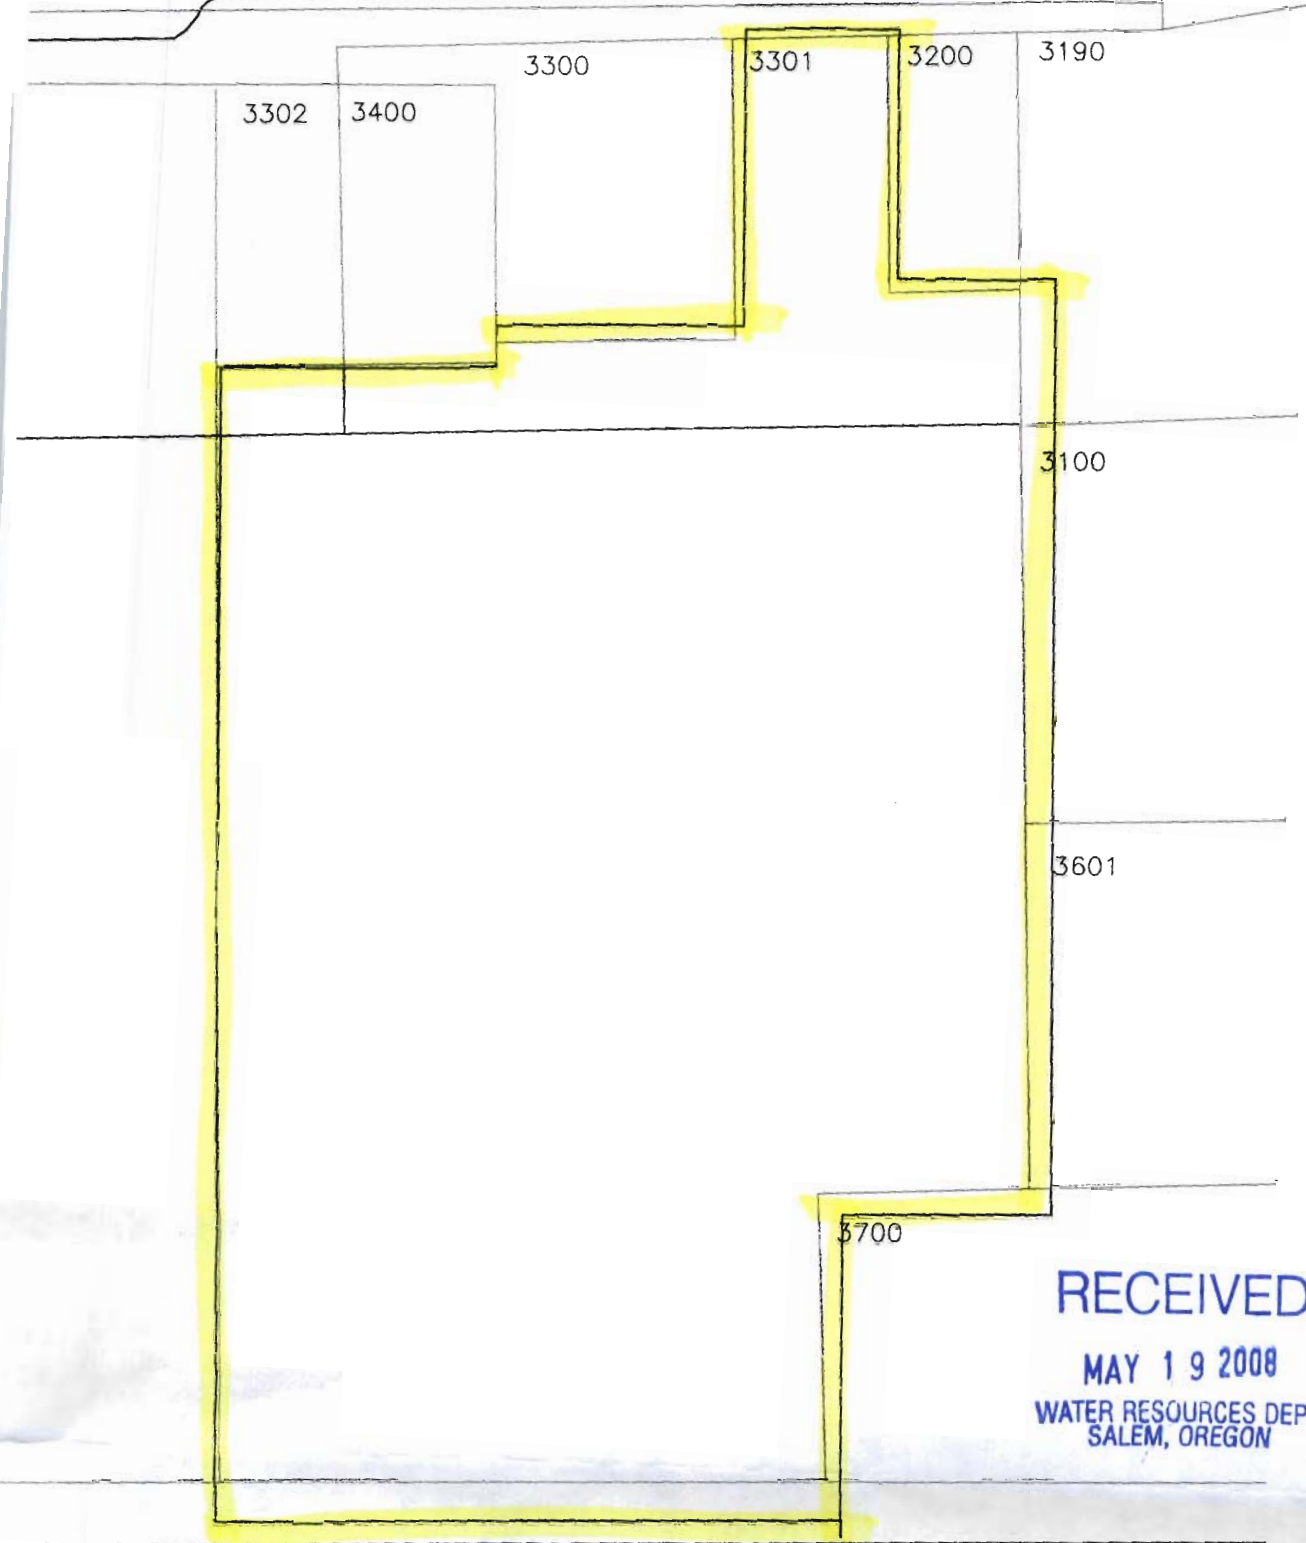 3300
3301
3200
3190
3302
3400
3100
3601
3700
RECEIVED
MAY 19 2008
WATER RESOURCES DEP
SALEM, OREGON